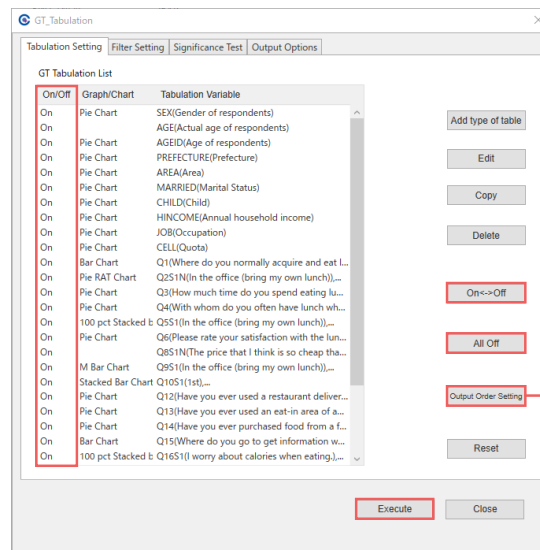 GT_Tabulation
Tabulation Setting Filter Setting Significance Test Output Options
GT Tabulation List
On/Off Graph/Chart Tabulation Variable
On Pie Chart SEX(Gender of respondents)
On AGE(Actual age of respondents)
On Pie Chart AGEID(Age of respondents)
On Pie Chart PREFECTURE(Prefecture)
On Pie Chart AREA(Area)
On Pie Chart MARRIED(Marital Status)
On Pie Chart CHILD(Child)
On Pie Chart HINCOME(Annual household income)
On Pie Chart JOB(Occupation)
On Pie Chart CELL(Quota)
On Bar Chart Q1(Where do you normally acquire and eat l...
On Pie RAT Chart Q2S1N(In the office (bring my own lunch)),...
On Pie Chart Q3(How much time do you spend eating lu...
On Pie Chart Q4(With whom do you often have lunch wh...
On 100 pct Stacked b Q5S1(In the office (bring my own lunch)),...
On Pie Chart Q6(Please rate your satisfaction with the lun...
On Q8S1N(The price that I think is so cheap tha...
On M Bar Chart Q9S1(In the office (bring my own lunch)),...
On Stacked Bar Chart Q10S1(1st),...
On Pie Chart Q12(Have you ever used a restaurant deliver...
On Pie Chart Q13(Have you ever used an eat-in area of a...
On Pie Chart Q14(Have you ever purchased food from a f...
On Bar Chart Q15(Where do you go to get information w...
On 100 pct Stacked b Q16S1(I worry about calories when eating.),...
Add type of table
Edit
Copy
Delete
On<->Off
All Off
Output Order Setting
Reset
Execute Close